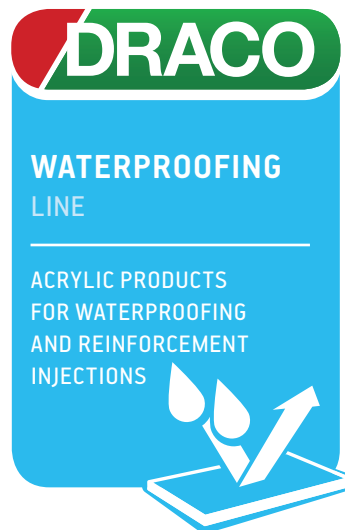 DRACO
WATERPROOFING
LINE
ACRYLIC PRODUCTS
FOR WATERPROOFING
AND REINFORCEMENT
INJECTIONS